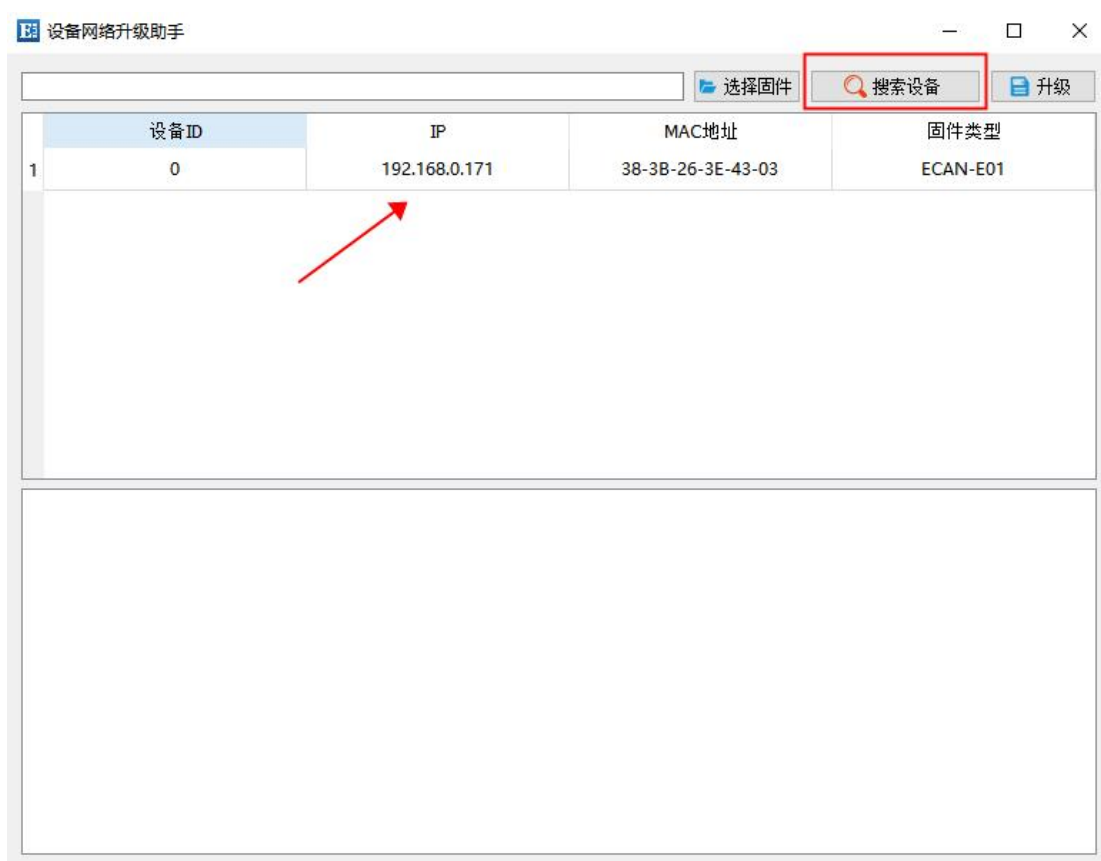 设备网络升级助手
选择固件 搜索设备 升级
设备ID IP MAC地址 固件类型
1 0 192.168.0.171 38-3B-26-3E-43-03 ECAN-E01